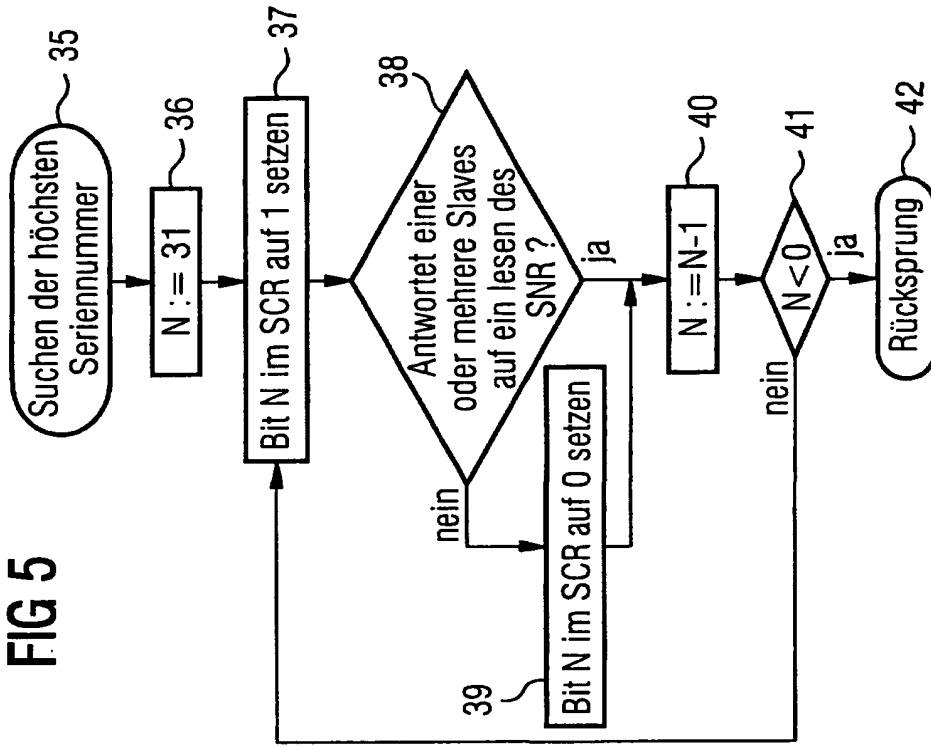 FIG 5
Suchen der höchsten
Seriennummer
35
N := 31
36
Bit N im SCR auf 1 setzen
37
Antwortet einer
oder mehrere Slaves
auf ein lesen des
SNR ?
38
nein
ja
Bit N im SCR auf 0 setzen
39
N :=N-1
40
N < 0
41
nein
ja
Rücksprung
42